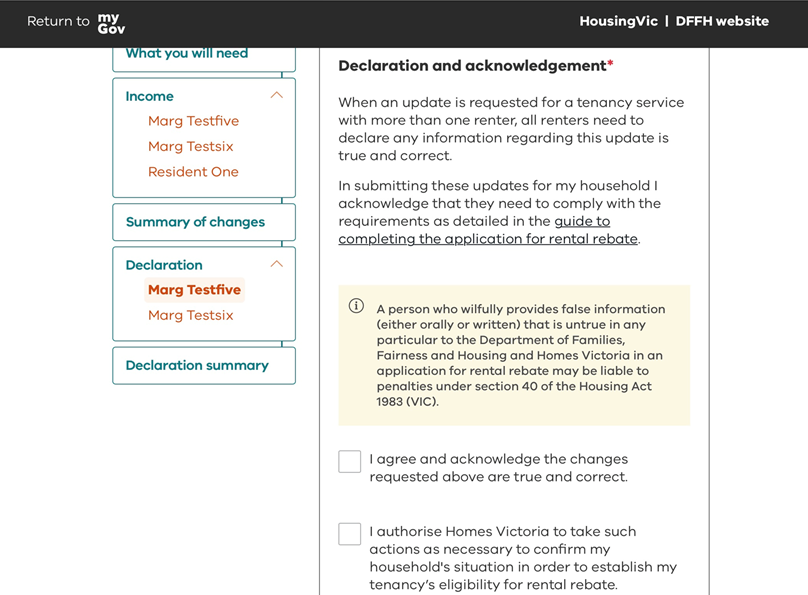 Return to my Gov
HousingVic | DFFH website
What you will need
Income
Marg Testfive
Marg Testsix
Resident One
Summary of changes
Declaration
Marg Testfive
Marg Testsix
Declaration summary
Declaration and acknowledgement*
When an update is requested for a tenancy service
with more than one renter, all renters need to
declare any information regarding this update is
true and correct.
In submitting these updates for my household I
acknowledge that they need to comply with the
requirements as detailed in the guide to
completing the application for rental rebate.
A person who wilfully provides false information
(either orally or written) that is untrue in any
particular to the Department of Families,
Fairness and Housing and Homes Victoria in an
application for rental rebate may be liable to
penalties under section 40 of the Housing Act
1983 (VIC).
I agree and acknowledge the changes
requested above are true and correct.
I authorise Homes Victoria to take such
actions as necessary to confirm my
household's situation in order to establish my
tenancy’s eligibility for rental rebate.